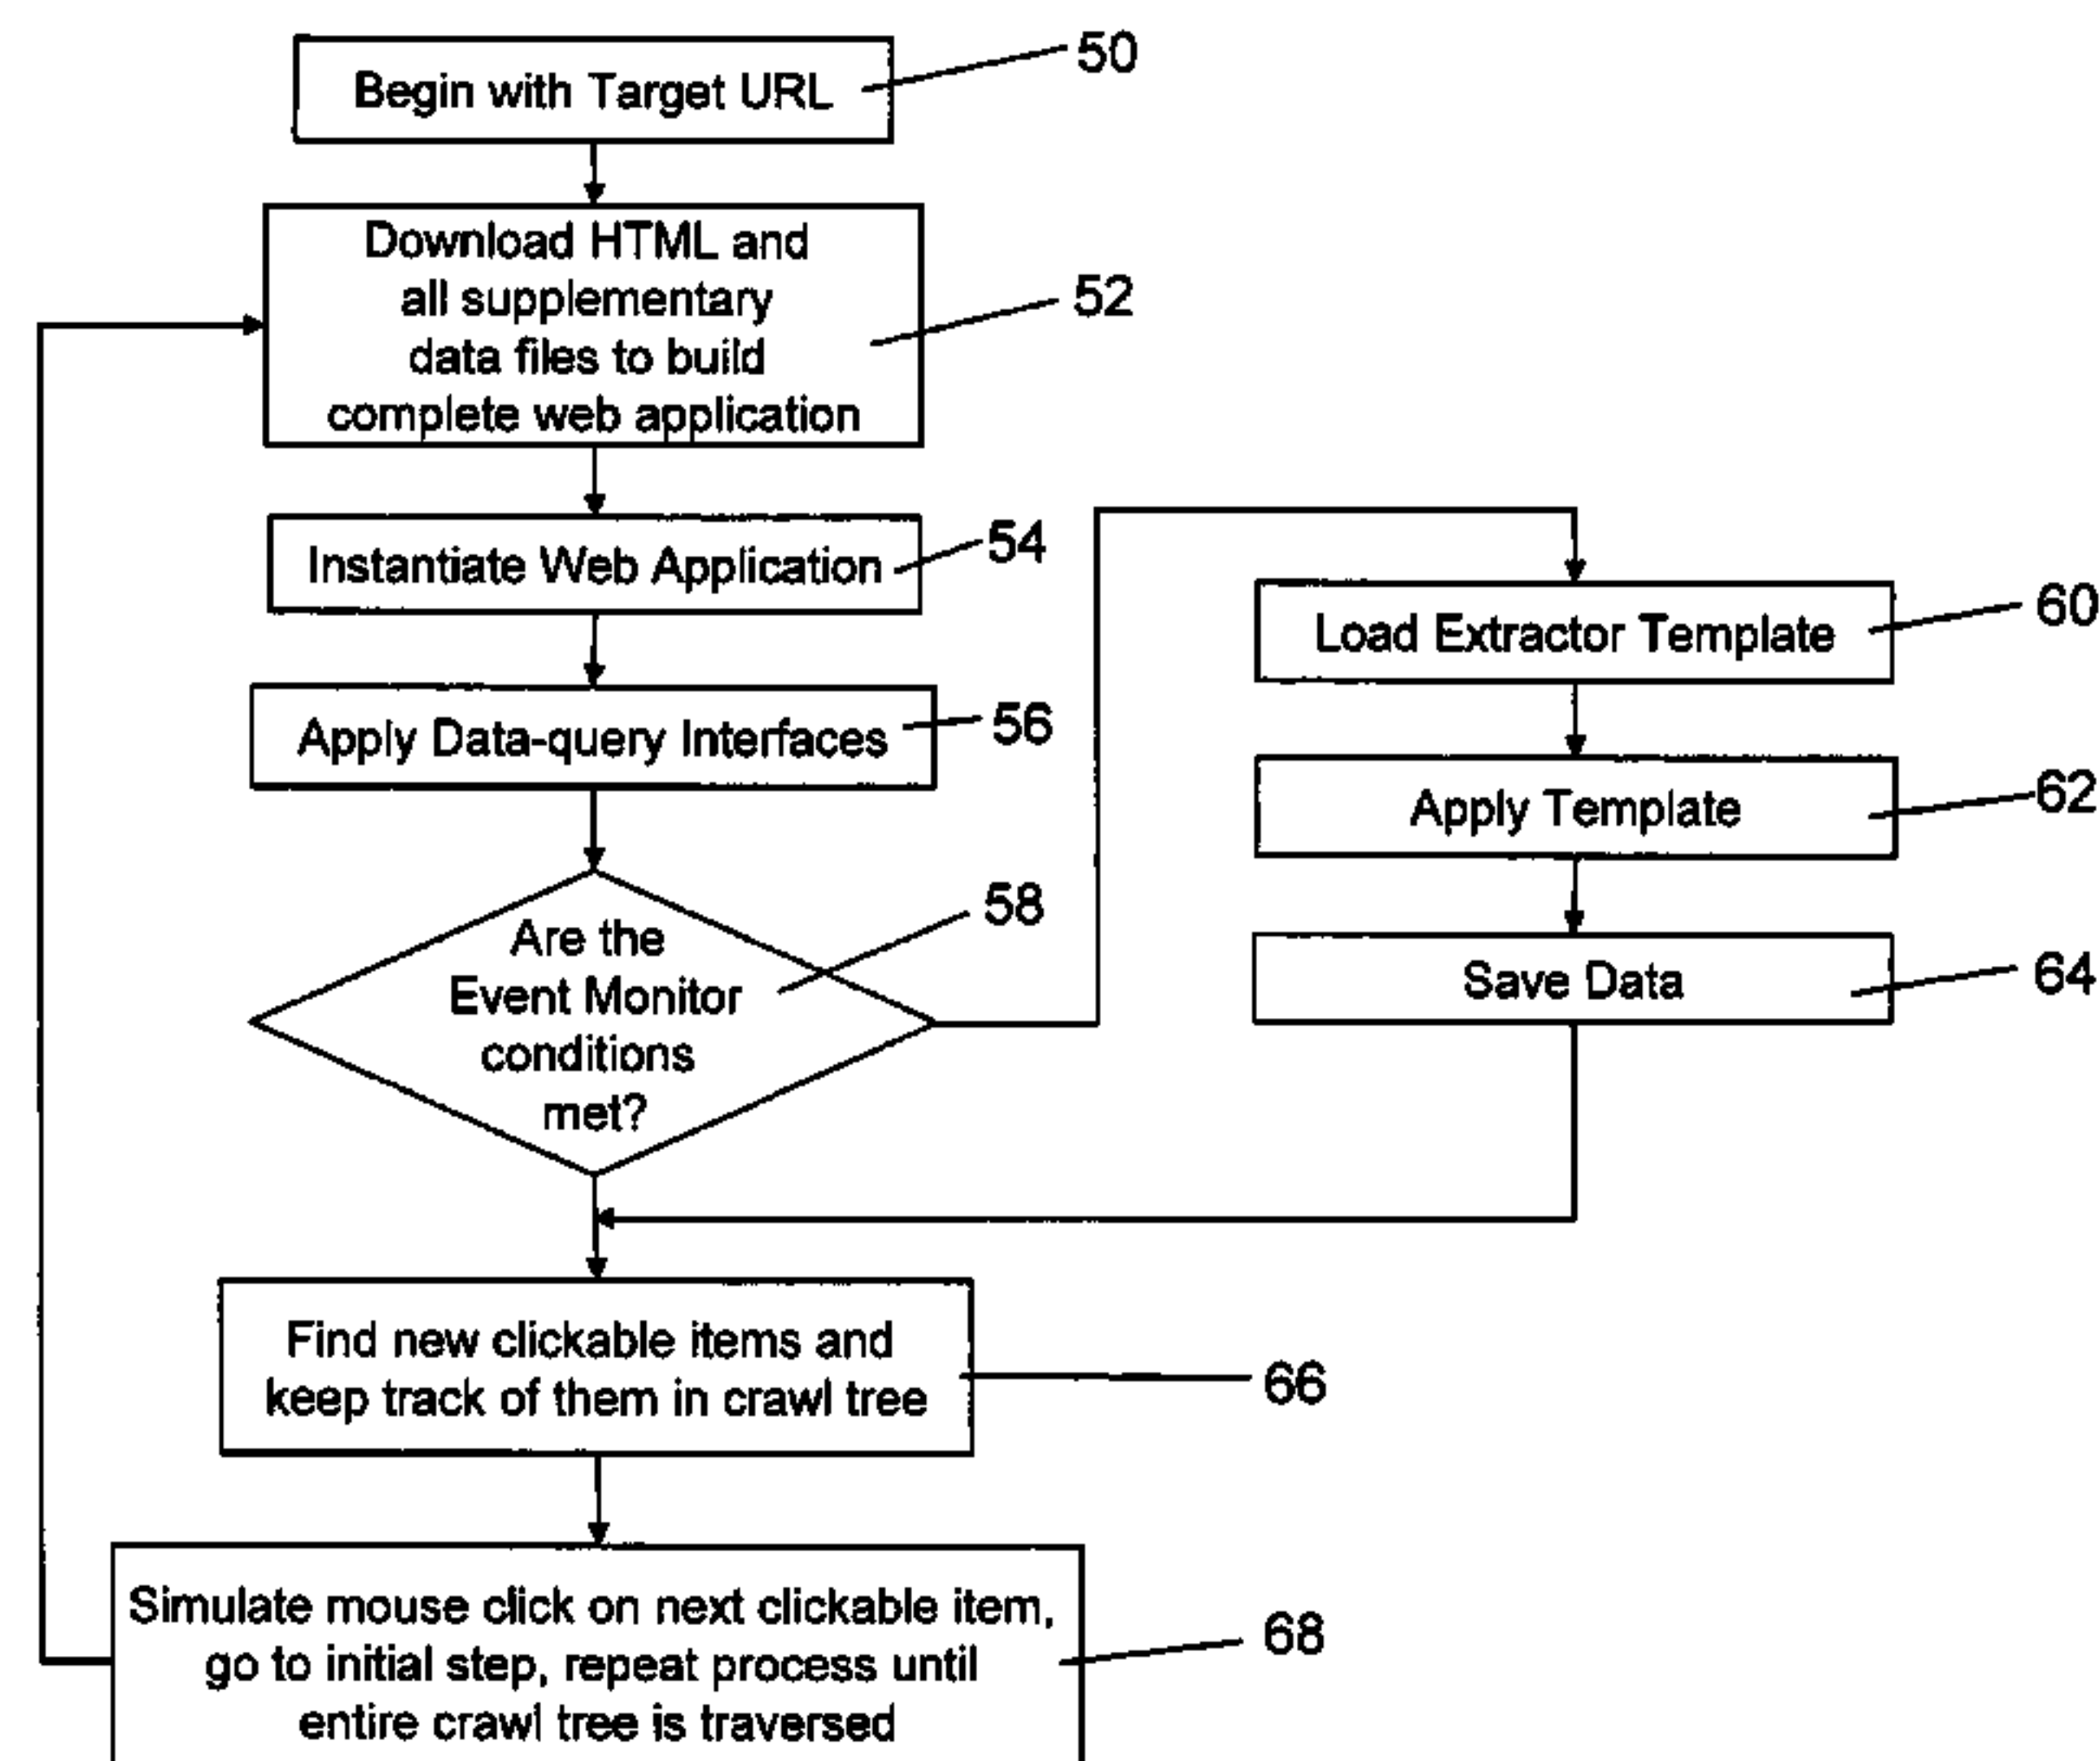 Begin with Target URL
50
Download HTML and
all supplementary
data files to build
complete web application
52
Instantiate Web Application
54
Apply Data-query Interfaces
56
Are the
Event Monitor
conditions
met?
58
Load Extractor Template
60
Apply Template
62
Save Data
64
Find new clickable items and
keep track of them in crawl tree
66
Simulate mouse click on next clickable item,
go to initial step, repeat process until
entire crawl tree is traversed
68